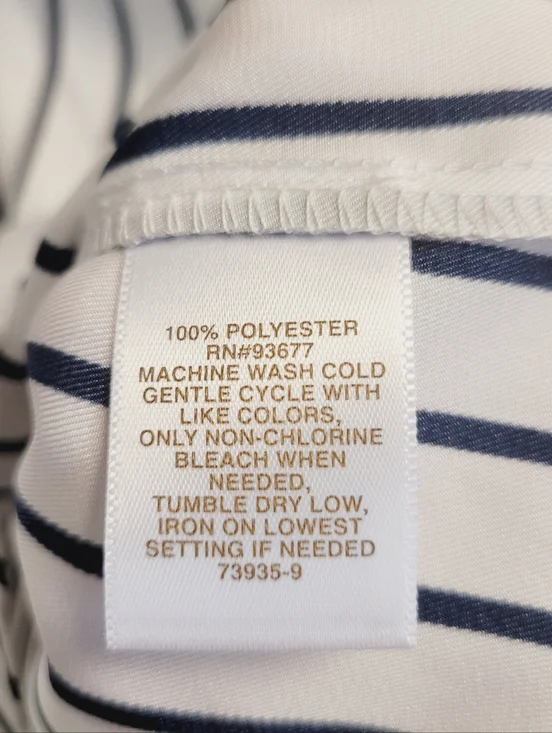 100% POLYESTER
RN#93677
MACHINE WASH COLD
GENTLE CYCLE WITH
LIKE COLORS,
ONLY NON-CHLORINE
BLEACH WHEN
NEEDED,
TUMBLE DRY LOW,
IRON ON LOWEST
SETTING IF NEEDED
73935-9